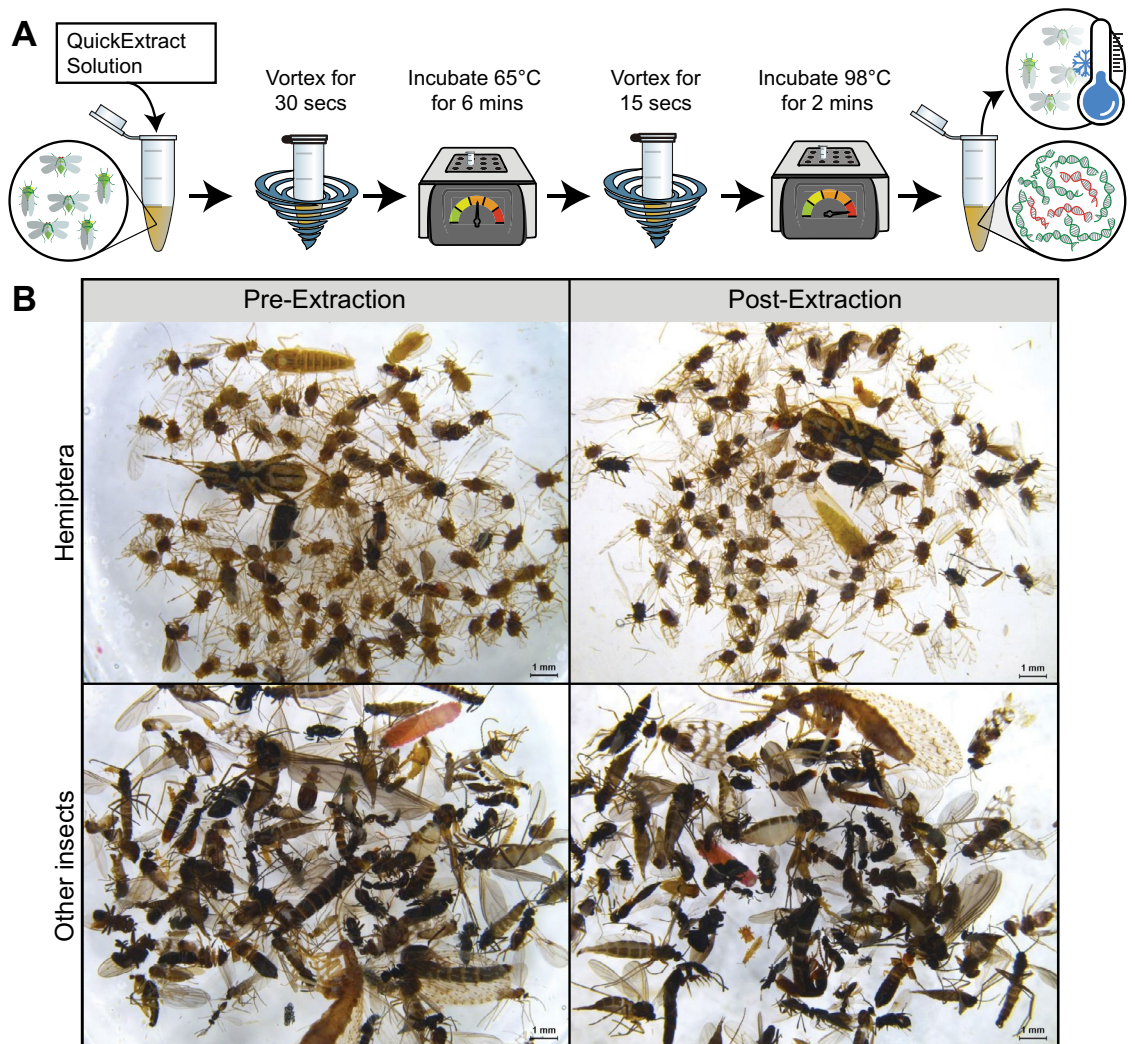 A
QuickExtract
Solution
Vortex for
30 secs
Incubate 65°C
for 6 mins
Vortex for
15 secs
Incubate 98°C
for 2 mins
B
Pre-Extraction
Post-Extraction
Hemiptera
1 mm
1 mm
Other insects
1 mm
1 mm